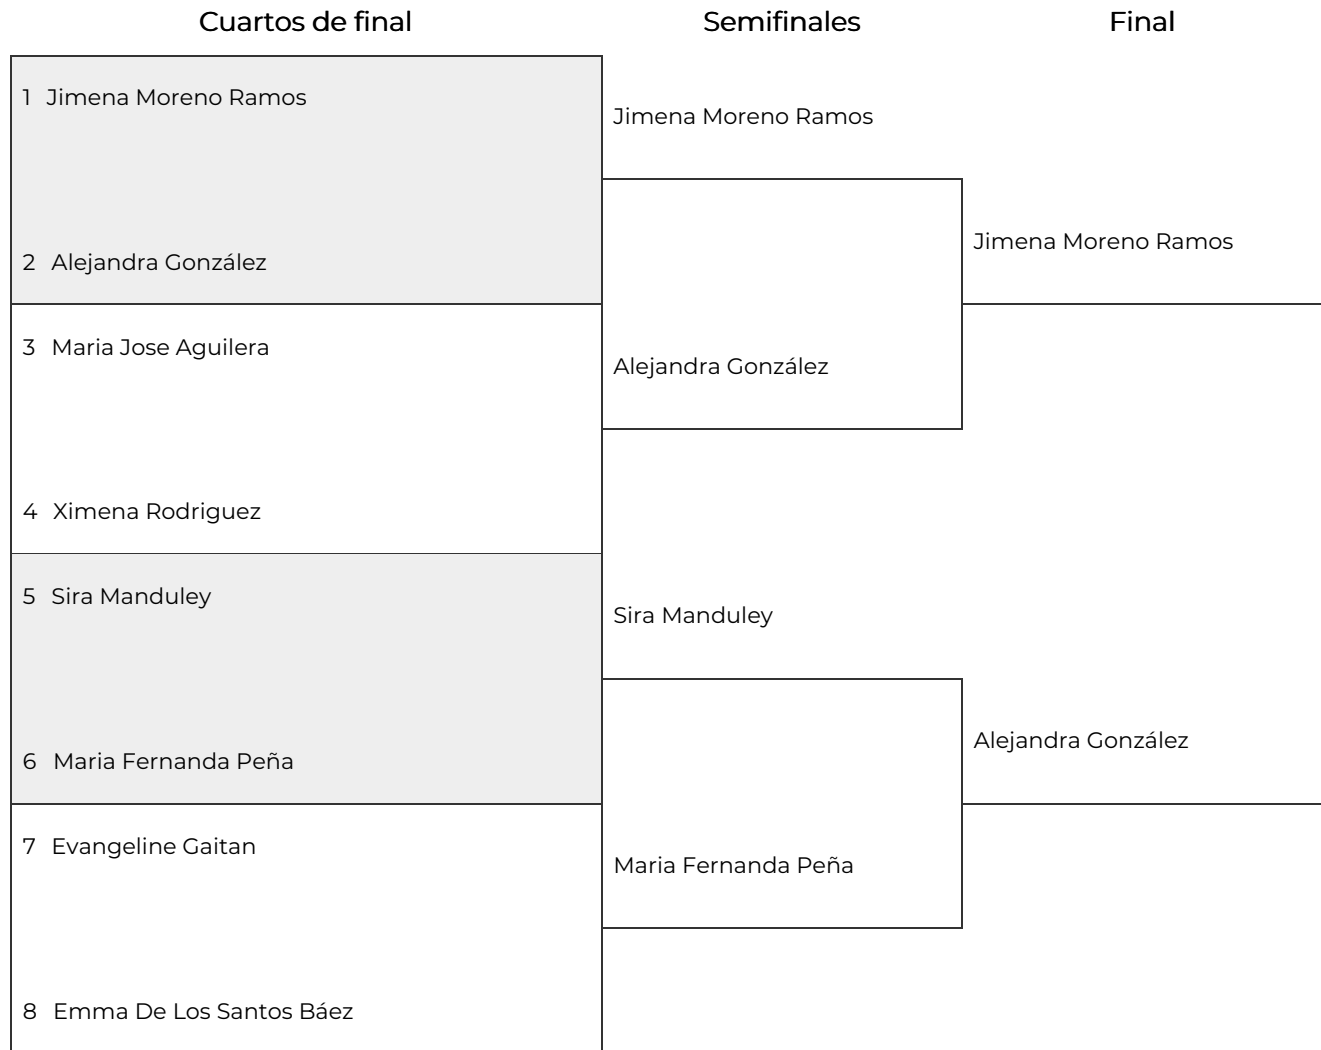 Cuartos de final
Semifinales
Final
1 Jimena Moreno Ramos
2 Alejandra González
3 Maria Jose Aguilera
4 Ximena Rodriguez
5 Sira Manduley
6 Maria Fernanda Peña
7 Evangeline Gaitan
8 Emma De Los Santos Báez
Jimena Moreno Ramos
Alejandra González
Sira Manduley
Maria Fernanda Peña
Jimena Moreno Ramos
Alejandra González